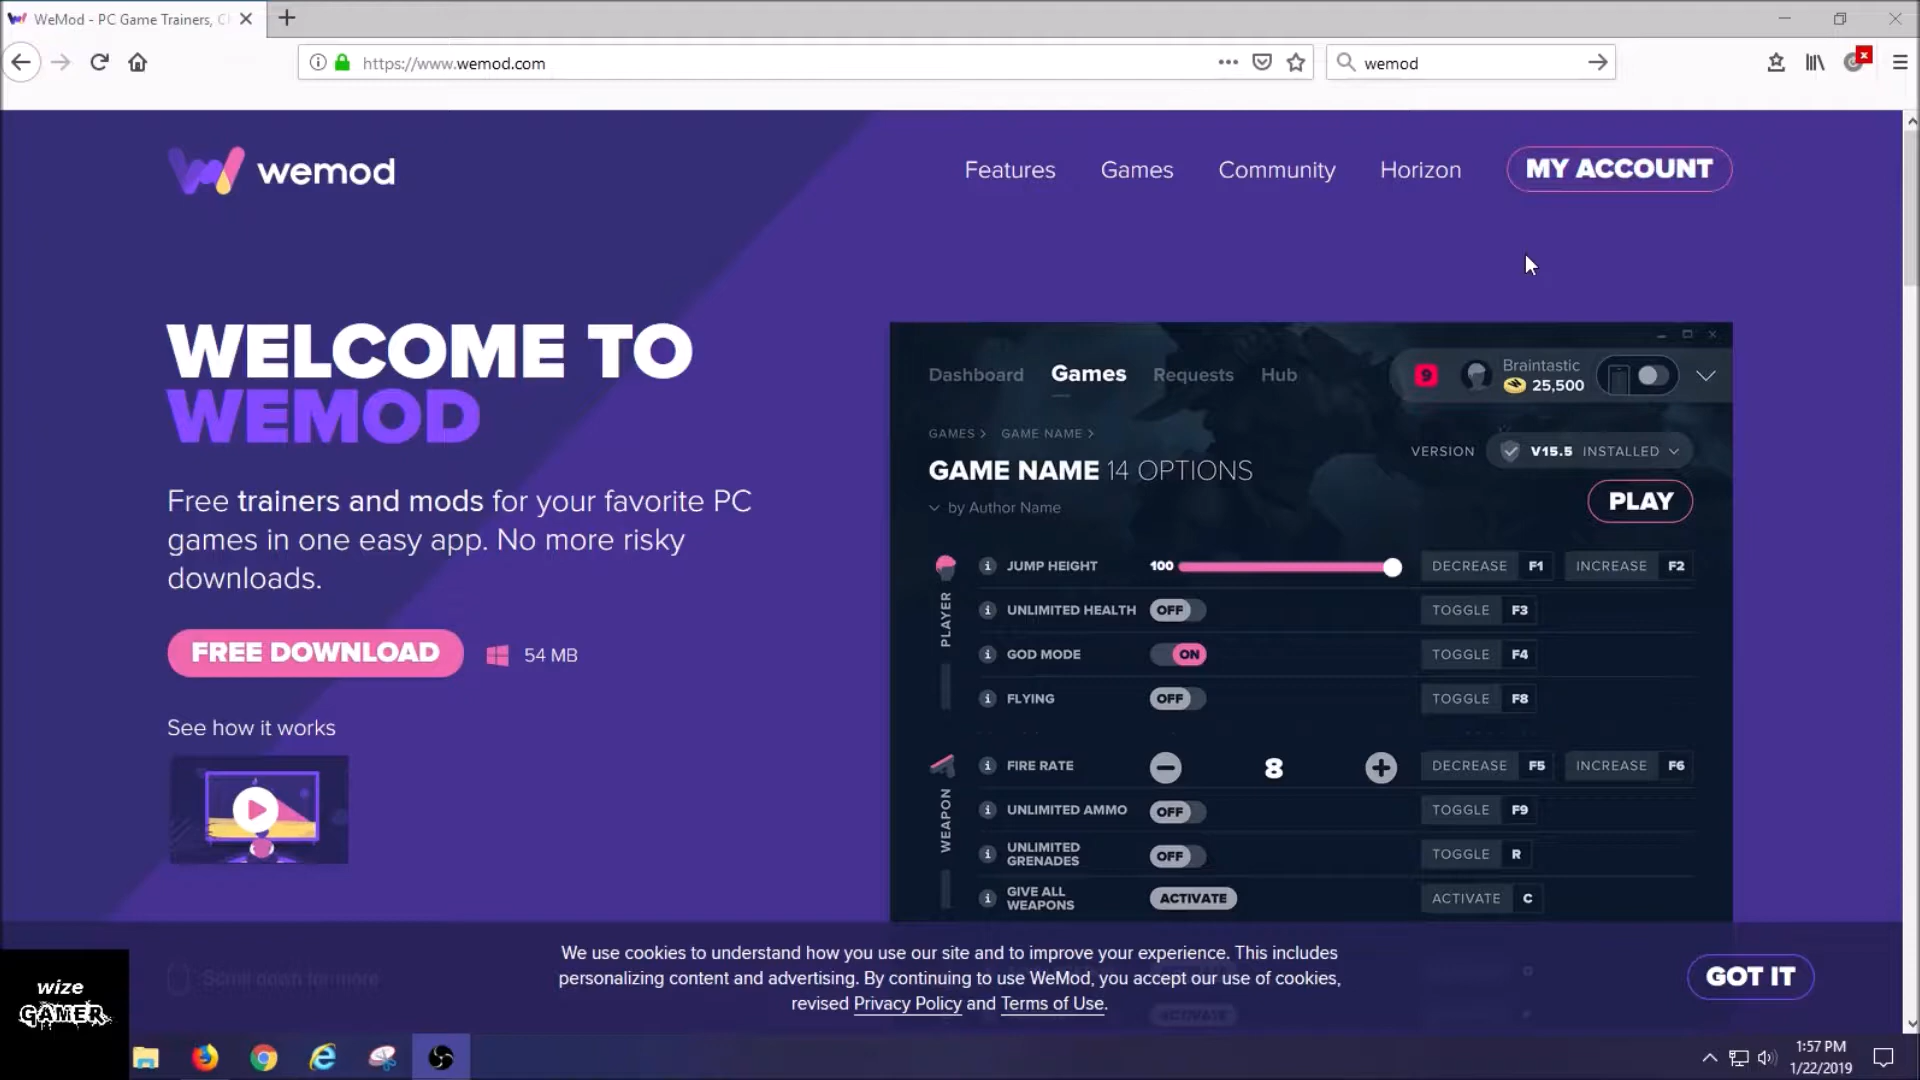 WeMod - PC Game Trainers, C
https://www.wemod.com
wemod
wemod
Features
Games
Community
Horizon
MY ACCOUNT
WELCOME TO
WEMOD
Free trainers and mods for your favorite PC
games in one easy app. No more risky
downloads.
FREE DOWNLOAD
54 MB
See how it works
Scroll down for more
Dashboard
Games
Requests
Hub
9
Braintastic
25,500
GAMES >
GAME NAME >
VERSION
V15.5 INSTALLED
GAME NAME 14 OPTIONS
by Author Name
PLAY
PLAYER
JUMP HEIGHT
100
DECREASE F1
INCREASE F2
UNLIMITED HEALTH
OFF
TOGGLE F3
GOD MODE
ON
TOGGLE F4
FLYING
OFF
TOGGLE F8
WEAPON
FIRE RATE
8
DECREASE F5
INCREASE F6
UNLIMITED AMMO
OFF
TOGGLE F9
UNLIMITED
GRENADES
OFF
TOGGLE R
GIVE ALL
WEAPONS
ACTIVATE
ACTIVATE C
We use cookies to understand how you use our site and to improve your experience. This includes
personalizing content and advertising. By continuing to use WeMod, you accept our use of cookies,
revised Privacy Policy and Terms of Use.
GOT IT
ACTIVATE
wize
GAMER
1:57 PM
1/22/2019